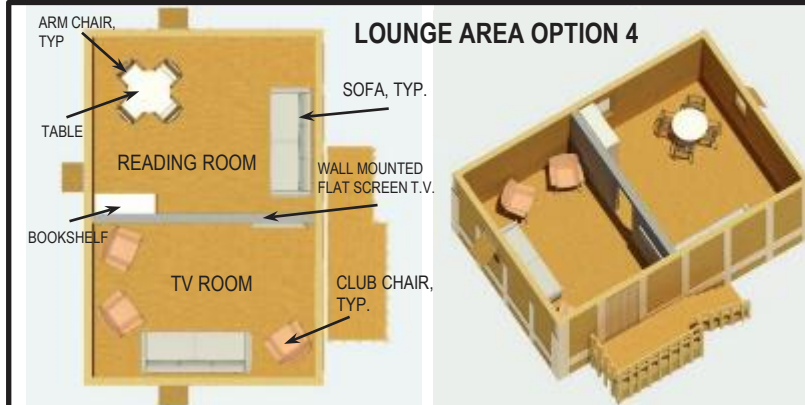 LOUNGE AREA OPTION 4
ARM CHAIR,
TYP
TABLE
SOFA, TYP.
READING ROOM
WALL MOUNTED
FLAT SCREEN T.V.
BOOKSHELF
TV ROOM
CLUB CHAIR,
TYP.